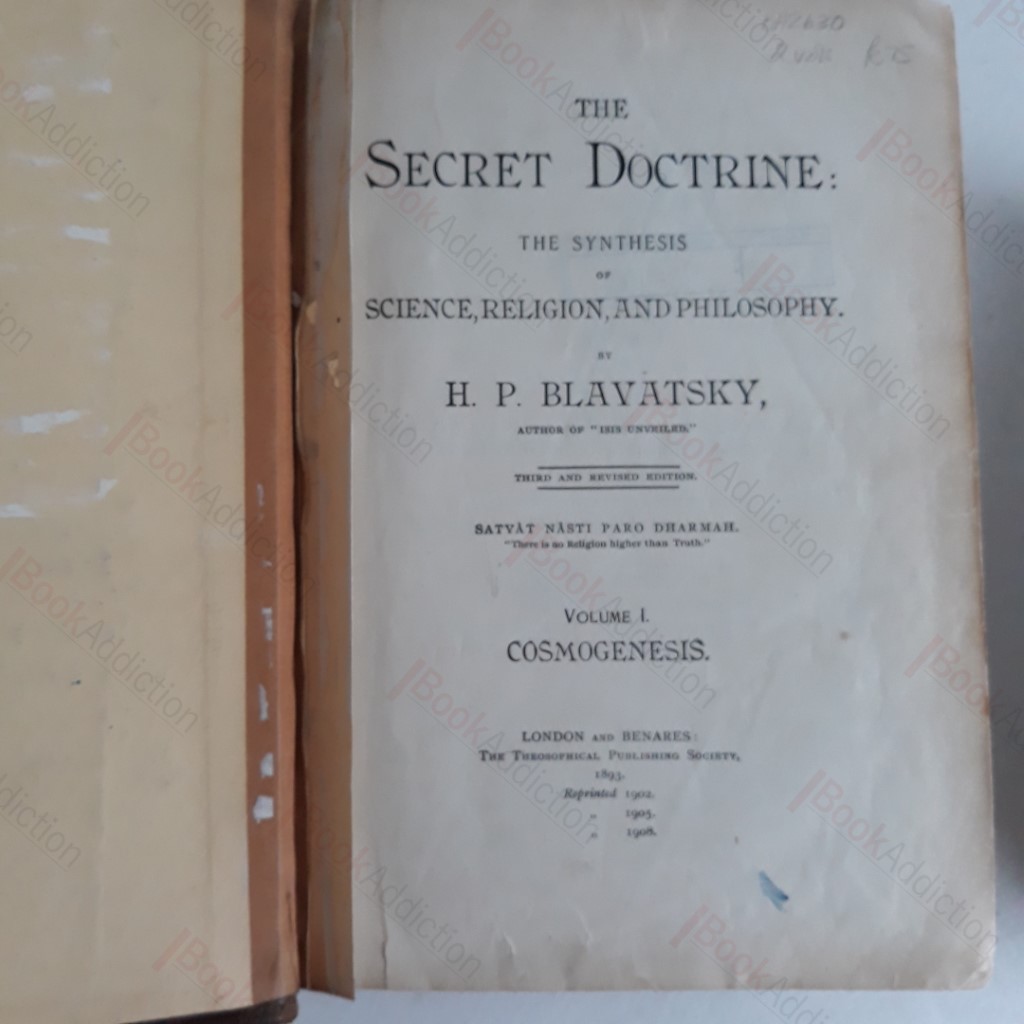 THE
SECRET DOCTRINE:
THE SYNTHESIS
OF
SCIENCE, RELIGION, AND PHILOSOPHY.
BY
H. P. BLAVATSKY,
AUTHOR OF "ISIS UNVEILED."
THIRD AND REVISED EDITION.
SATYÂT NÂSTI PARO DHARMAH.
"There is no Religion higher than Truth."
VOLUME I.
COSMOGENESIS.
LONDON AND BENARES:
THE THEOSOPHICAL PUBLISHING SOCIETY,
1893.
Reprinted 1902.
„ 1905.
„ 1908.
BookAddiction